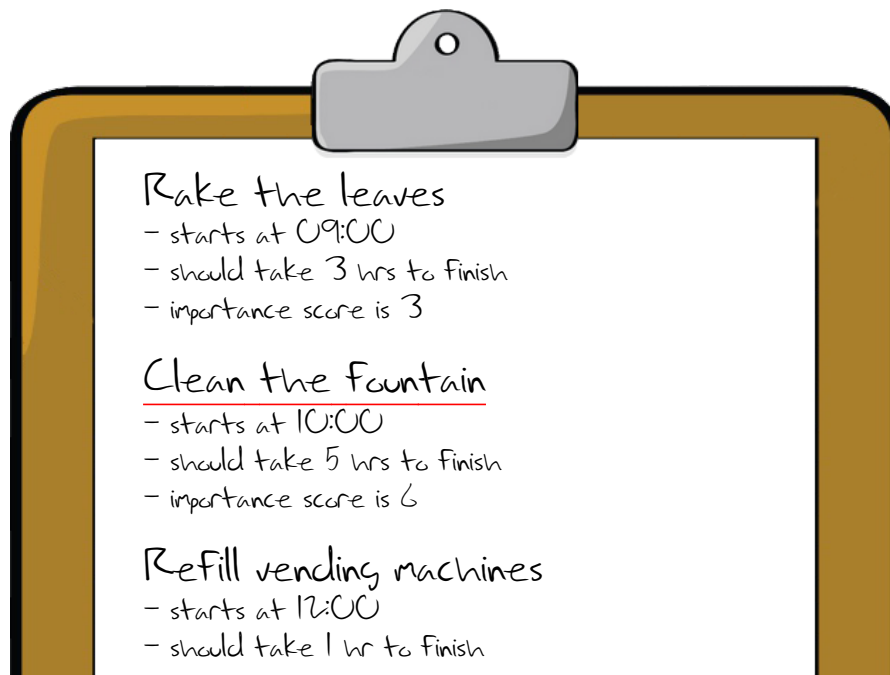 Rake the leaves
- starts at 09:00
- should take 3 hrs to finish
- importance score is 3
Clean the fountain
- starts at 10:00
- should take 5 hrs to finish
- importance score is 6
Refill vending machines
- starts at 12:00
- should take 1 hr to finish